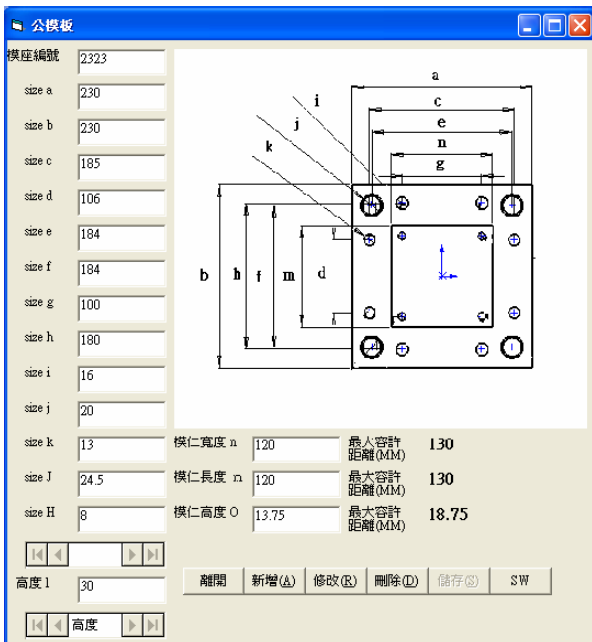 公模板
模座編號 2323
size a 230
size b 230
size c 185
size d 106
size e 184
size f 184
size g 100
size h 180
size i 16
size j 20
size k 13
size J 24.5
size H 8
高度 l 30
高度
a
c
e
n
g
i
j
k
b
h
f
m
d
模仁寬度 n 120 最大容許距離(MM) 130
模仁長度 n 120 最大容許距離(MM) 130
模仁高度 O 13.75 最大容許距離(MM) 18.75
離開 新增(A) 修改(R) 刪除(D) 儲存(S) SW